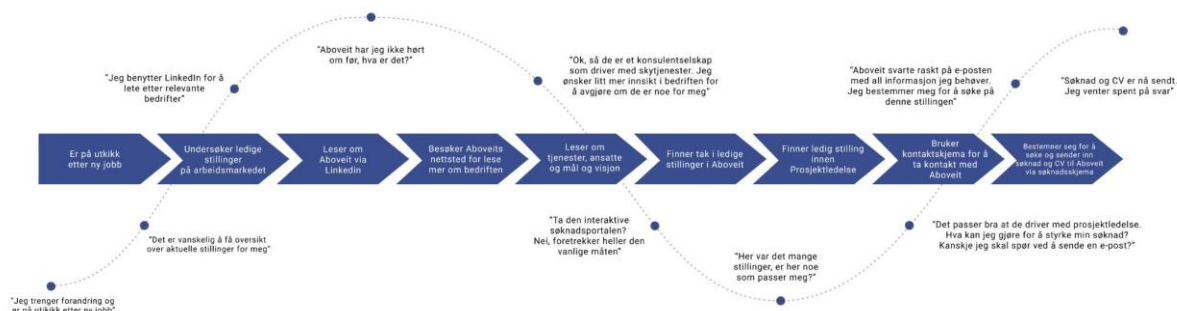 "Aboveit har jeg ikke hørt
om før, hva er det?"
"Jeg benytter LinkedIn for å
lete etter relevante
bedrifter"
"Ok, så de er et konsulentselskap
som driver med skytjenester. Jeg
ønsker litt mer innsikt i bedriften for
å avgjøre om de er noe for meg"
"Aboveit svarte raskt på e-posten
med all informasjon jeg behøver.
Jeg bestemmer meg for å søke på
denne stillingen"
"Søknad og CV er nå sendt.
Jeg venter spent på svar"
Er på utkikk
etter ny jobb
Undersøker ledige
stillinger
på arbeidsmarkedet
Leser om
Aboveit via
Linkedin
Besøker Aboveits
nettsted for lese
mer om bedriften
Leser om
tjenester, ansatte
og mål og visjon
Finner tak i ledige
stillinger i Aboveit
Finner ledig stilling
innen
Prosjektledelse
Bruker
kontaktskjema for å
ta kontakt med
Aboveit
Bestemner seg for å
søke og sender inn
søknad og CV til Aboveit
via søknadsskjema
"Det er vanskelig å få oversikt
over aktuelle stillinger for meg"
"Ta den interaktive
søknadsportalen?
Nei, foretrekker heller den
vanlige måten"
"Det passer bra at de driver med prosjektledelse.
Hva kan jeg gjøre for å styrke min søknad?
Kanskje jeg skal spør ved å sende en e-post?"
"Her var det mange
stillinger, er her noe
som passer meg?"
"Jeg trenger forandring og
er på utikikk etter ny jobb"